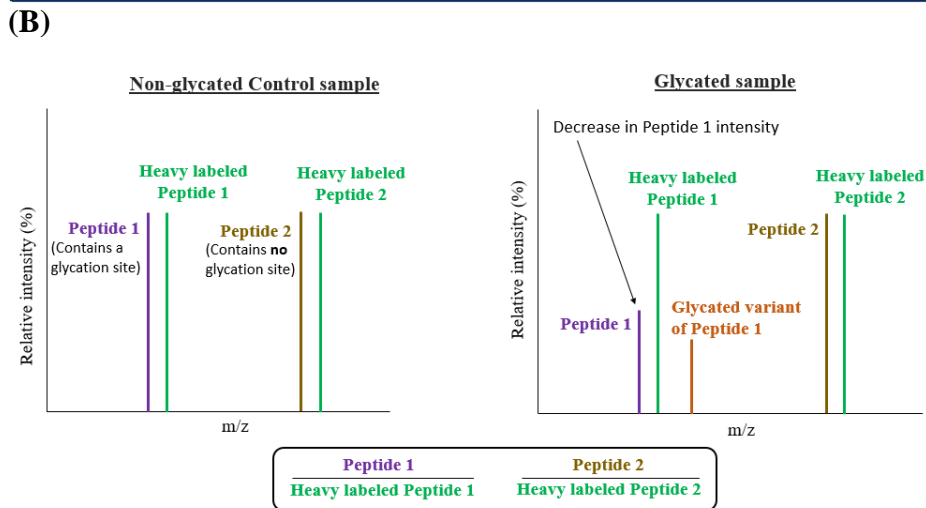 (B)
Non-glycated Control sample
Relative intensity (%)
Heavy labeled
Peptide 1
Heavy labeled
Peptide 2
Peptide 1
(Contains a
glycation site)
Peptide 2
(Contains no
glycation site)
m/z
Glycated sample
Decrease in Peptide 1 intensity
Relative intensity (%)
Heavy labeled
Peptide 1
Heavy labeled
Peptide 2
Peptide 2
Peptide 1
Glycated variant
of Peptide 1
m/z
Peptide 1
Heavy labeled Peptide 1
Peptide 2
Heavy labeled Peptide 2